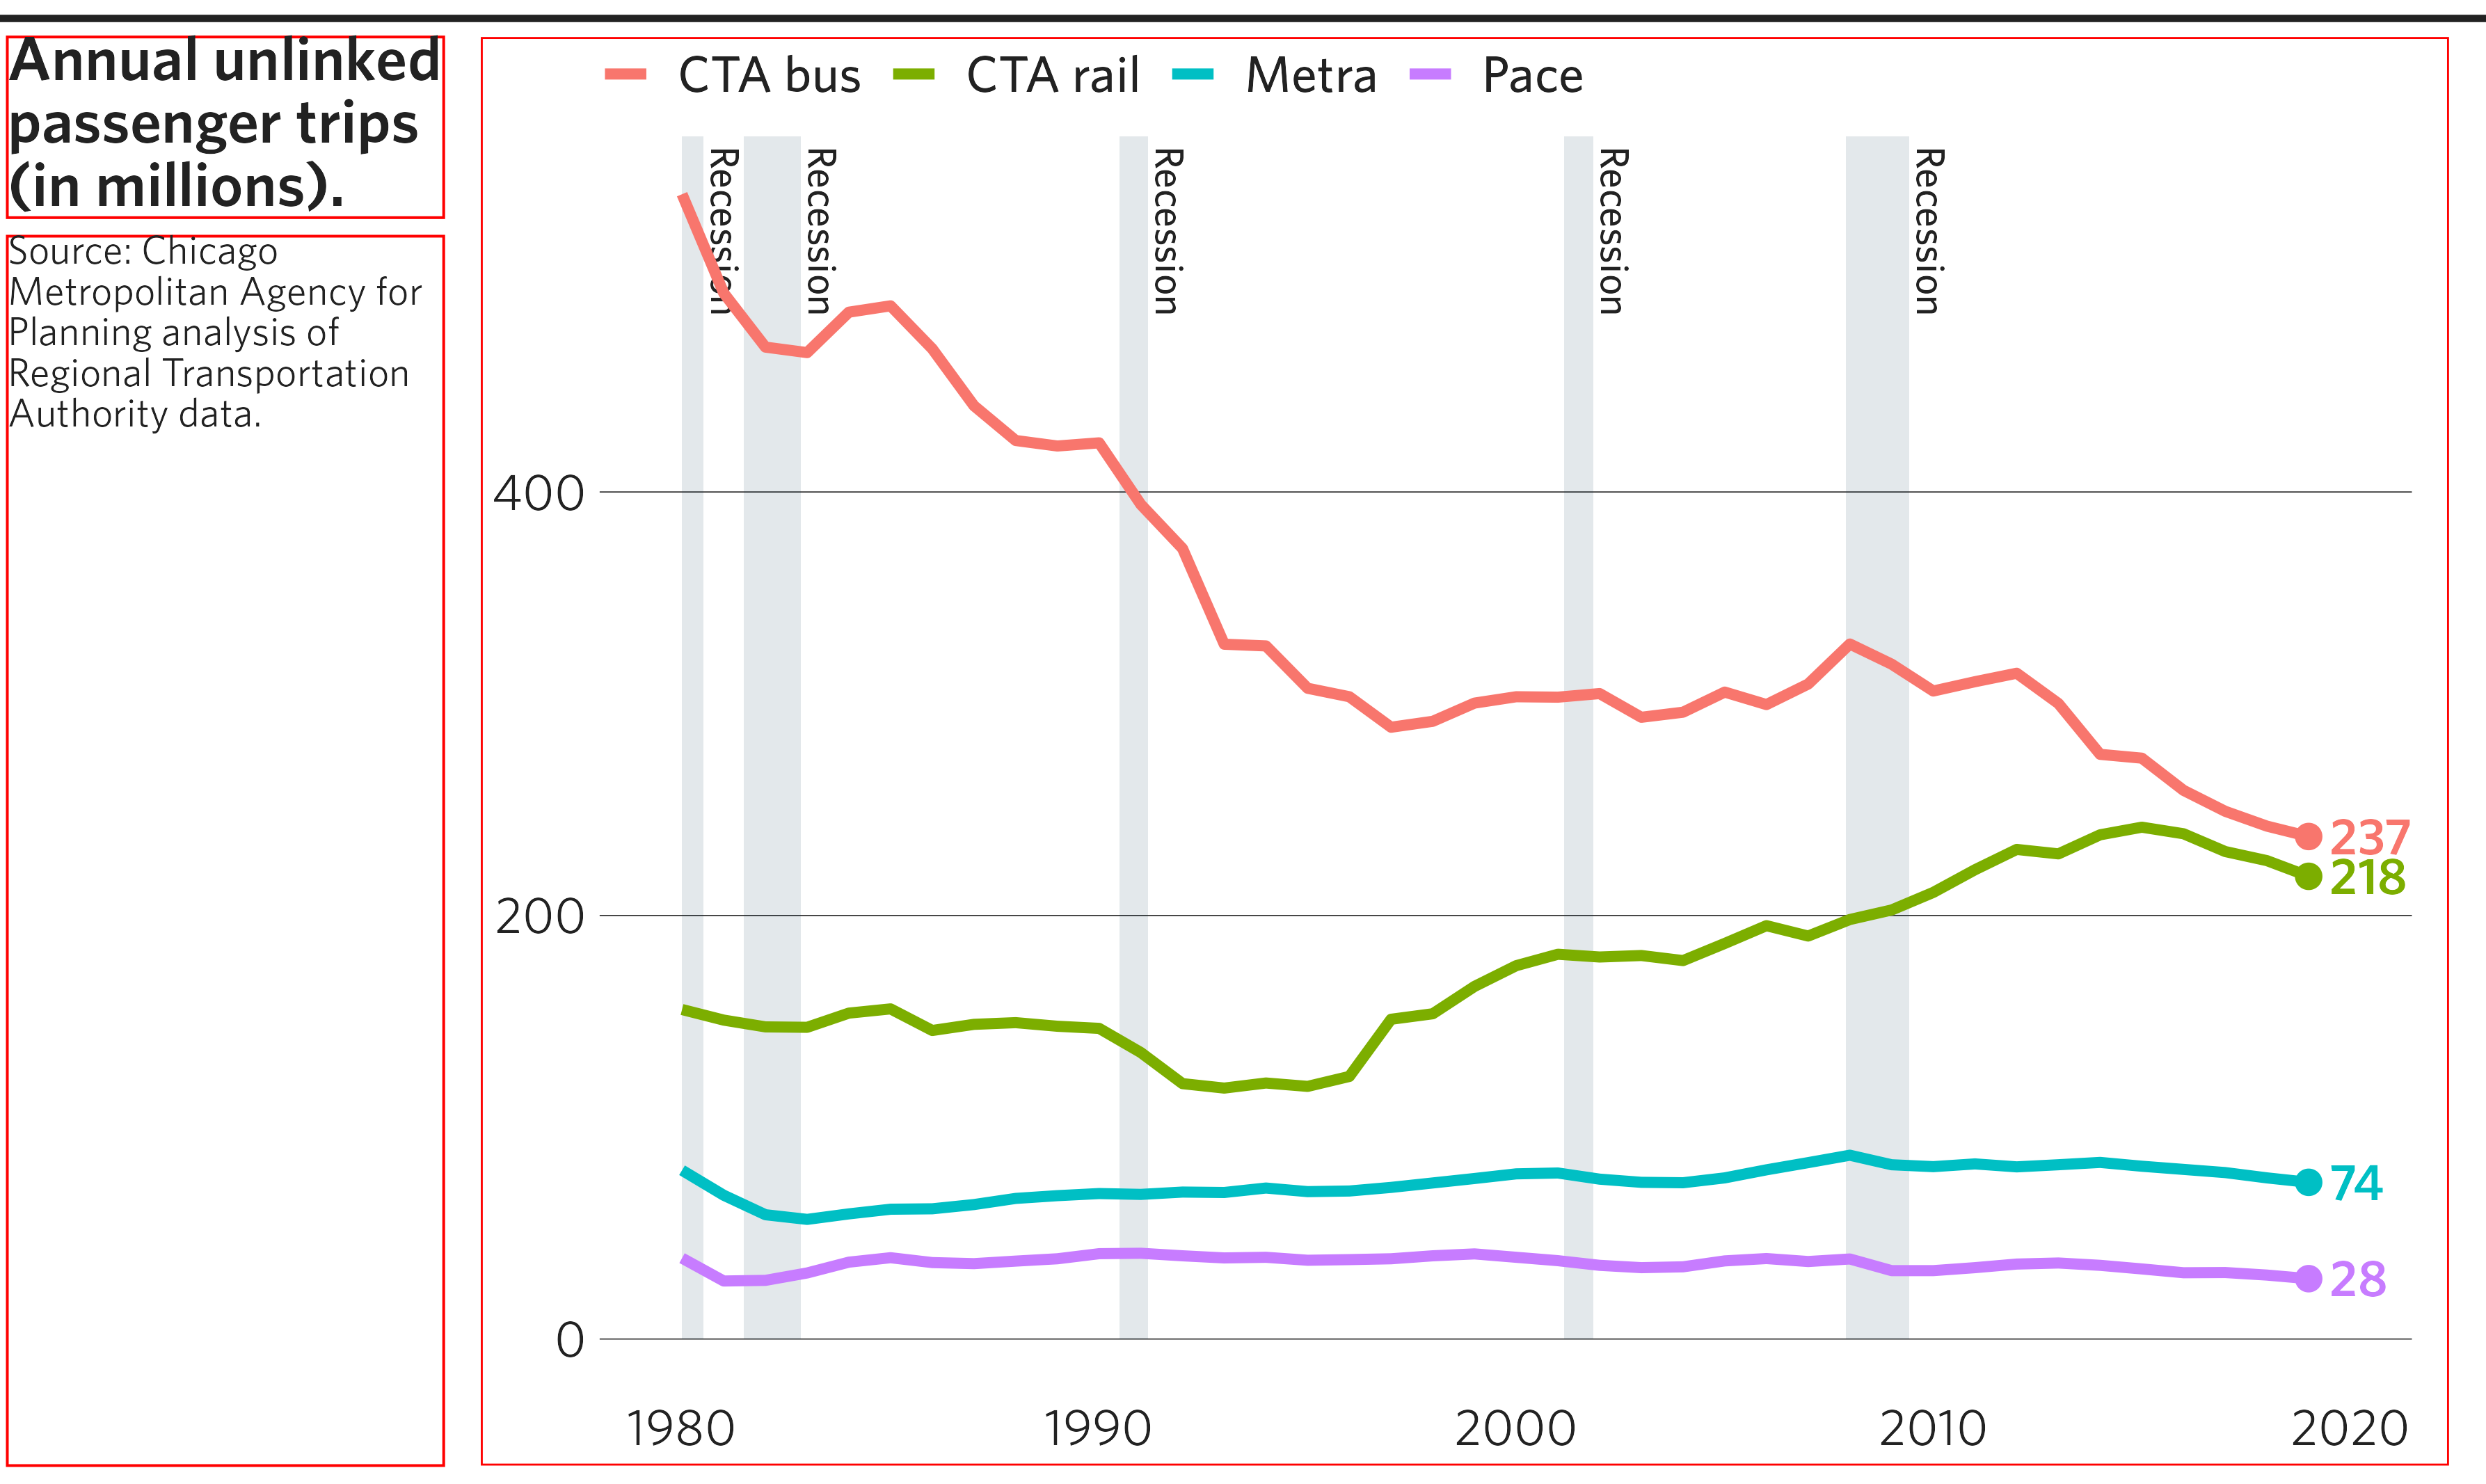 Annual unlinked
passenger trips
(in millions).
Source: Chicago
Metropolitan Agency for
Planning analysis of
Regional Transportation
Authority data.
CTA bus CTA rail Metra Pace
Recession Recession Recession Recession Recession
400
200
0
237
218
74
28
1980 1990 2000 2010 2020